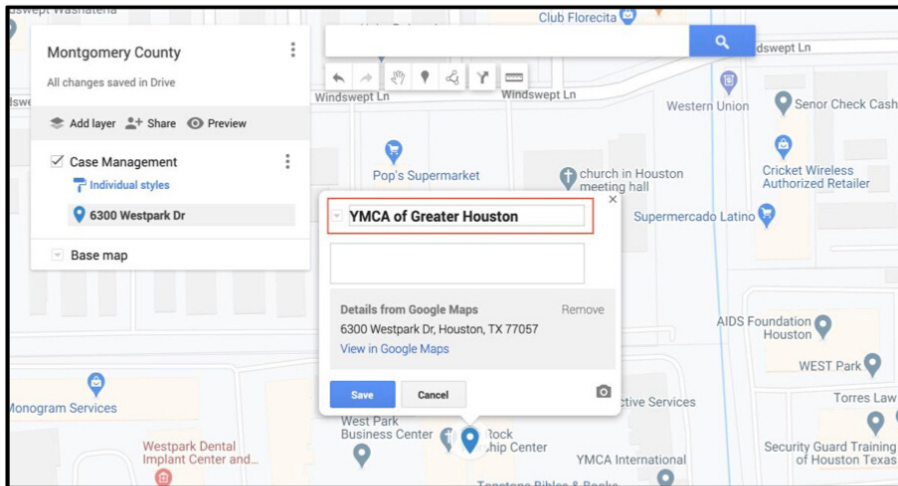 Club Florecita
Montgomery County
All changes saved in Drive
dswept Ln
Windswept Ln
Windswept Ln
Western Union
Senor Check Cash
Add layer
Share
Preview
Case Management
Individual styles
6300 Westpark Dr
Base map
Pop's Supermarket
church in Houston
meeting hall
Cricket Wireless
Authorized Retailer
Supermercado Latino
YMCA of Greater Houston
Details from Google Maps
Remove
6300 Westpark Dr, Houston, TX 77057
View in Google Maps
Save
Cancel
AIDS Foundation
Houston
WEST Park
Torres Law
Monogram Services
ctive Services
West Park
Business Center
Rock
ship Center
Westpark Dental
Implant Center and...
YMCA International
Security Guard Training
of Houston Texas